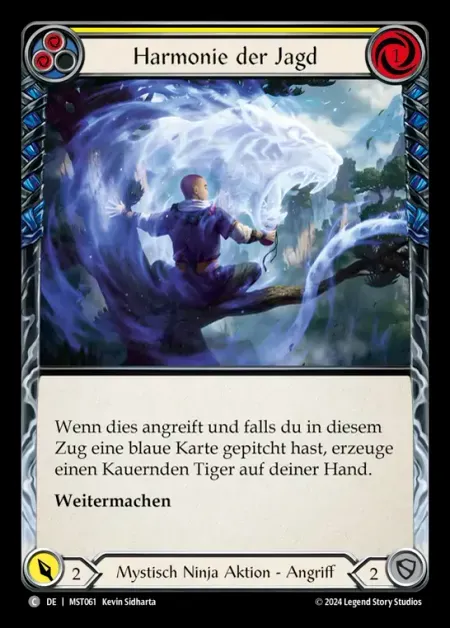 Harmonie der Jagd
1
Wenn dies angreift und falls du in diesem
Zug eine blaue Karte gepitcht hast, erzeuge
einen Kauernden Tiger auf deiner Hand.
Weitermachen
2 Mystisch Ninja Aktion - Angriff 2
C DE | MST061 Kevin Sidharta © 2024 Legend Story Studios